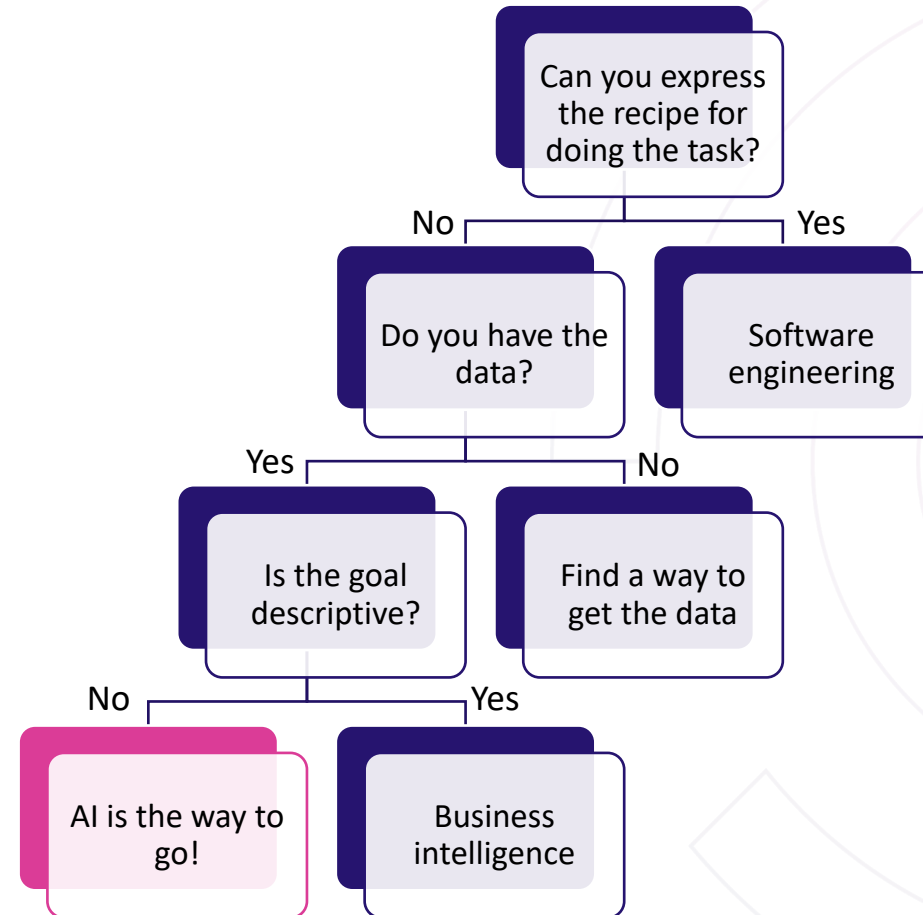 Can you express
the recipe for
doing the task?
No
Yes
Do you have the
data?
Software
engineering
Yes
No
Is the goal
descriptive?
Find a way to
get the data
No
Yes
AI is the way to
go!
Business
intelligence